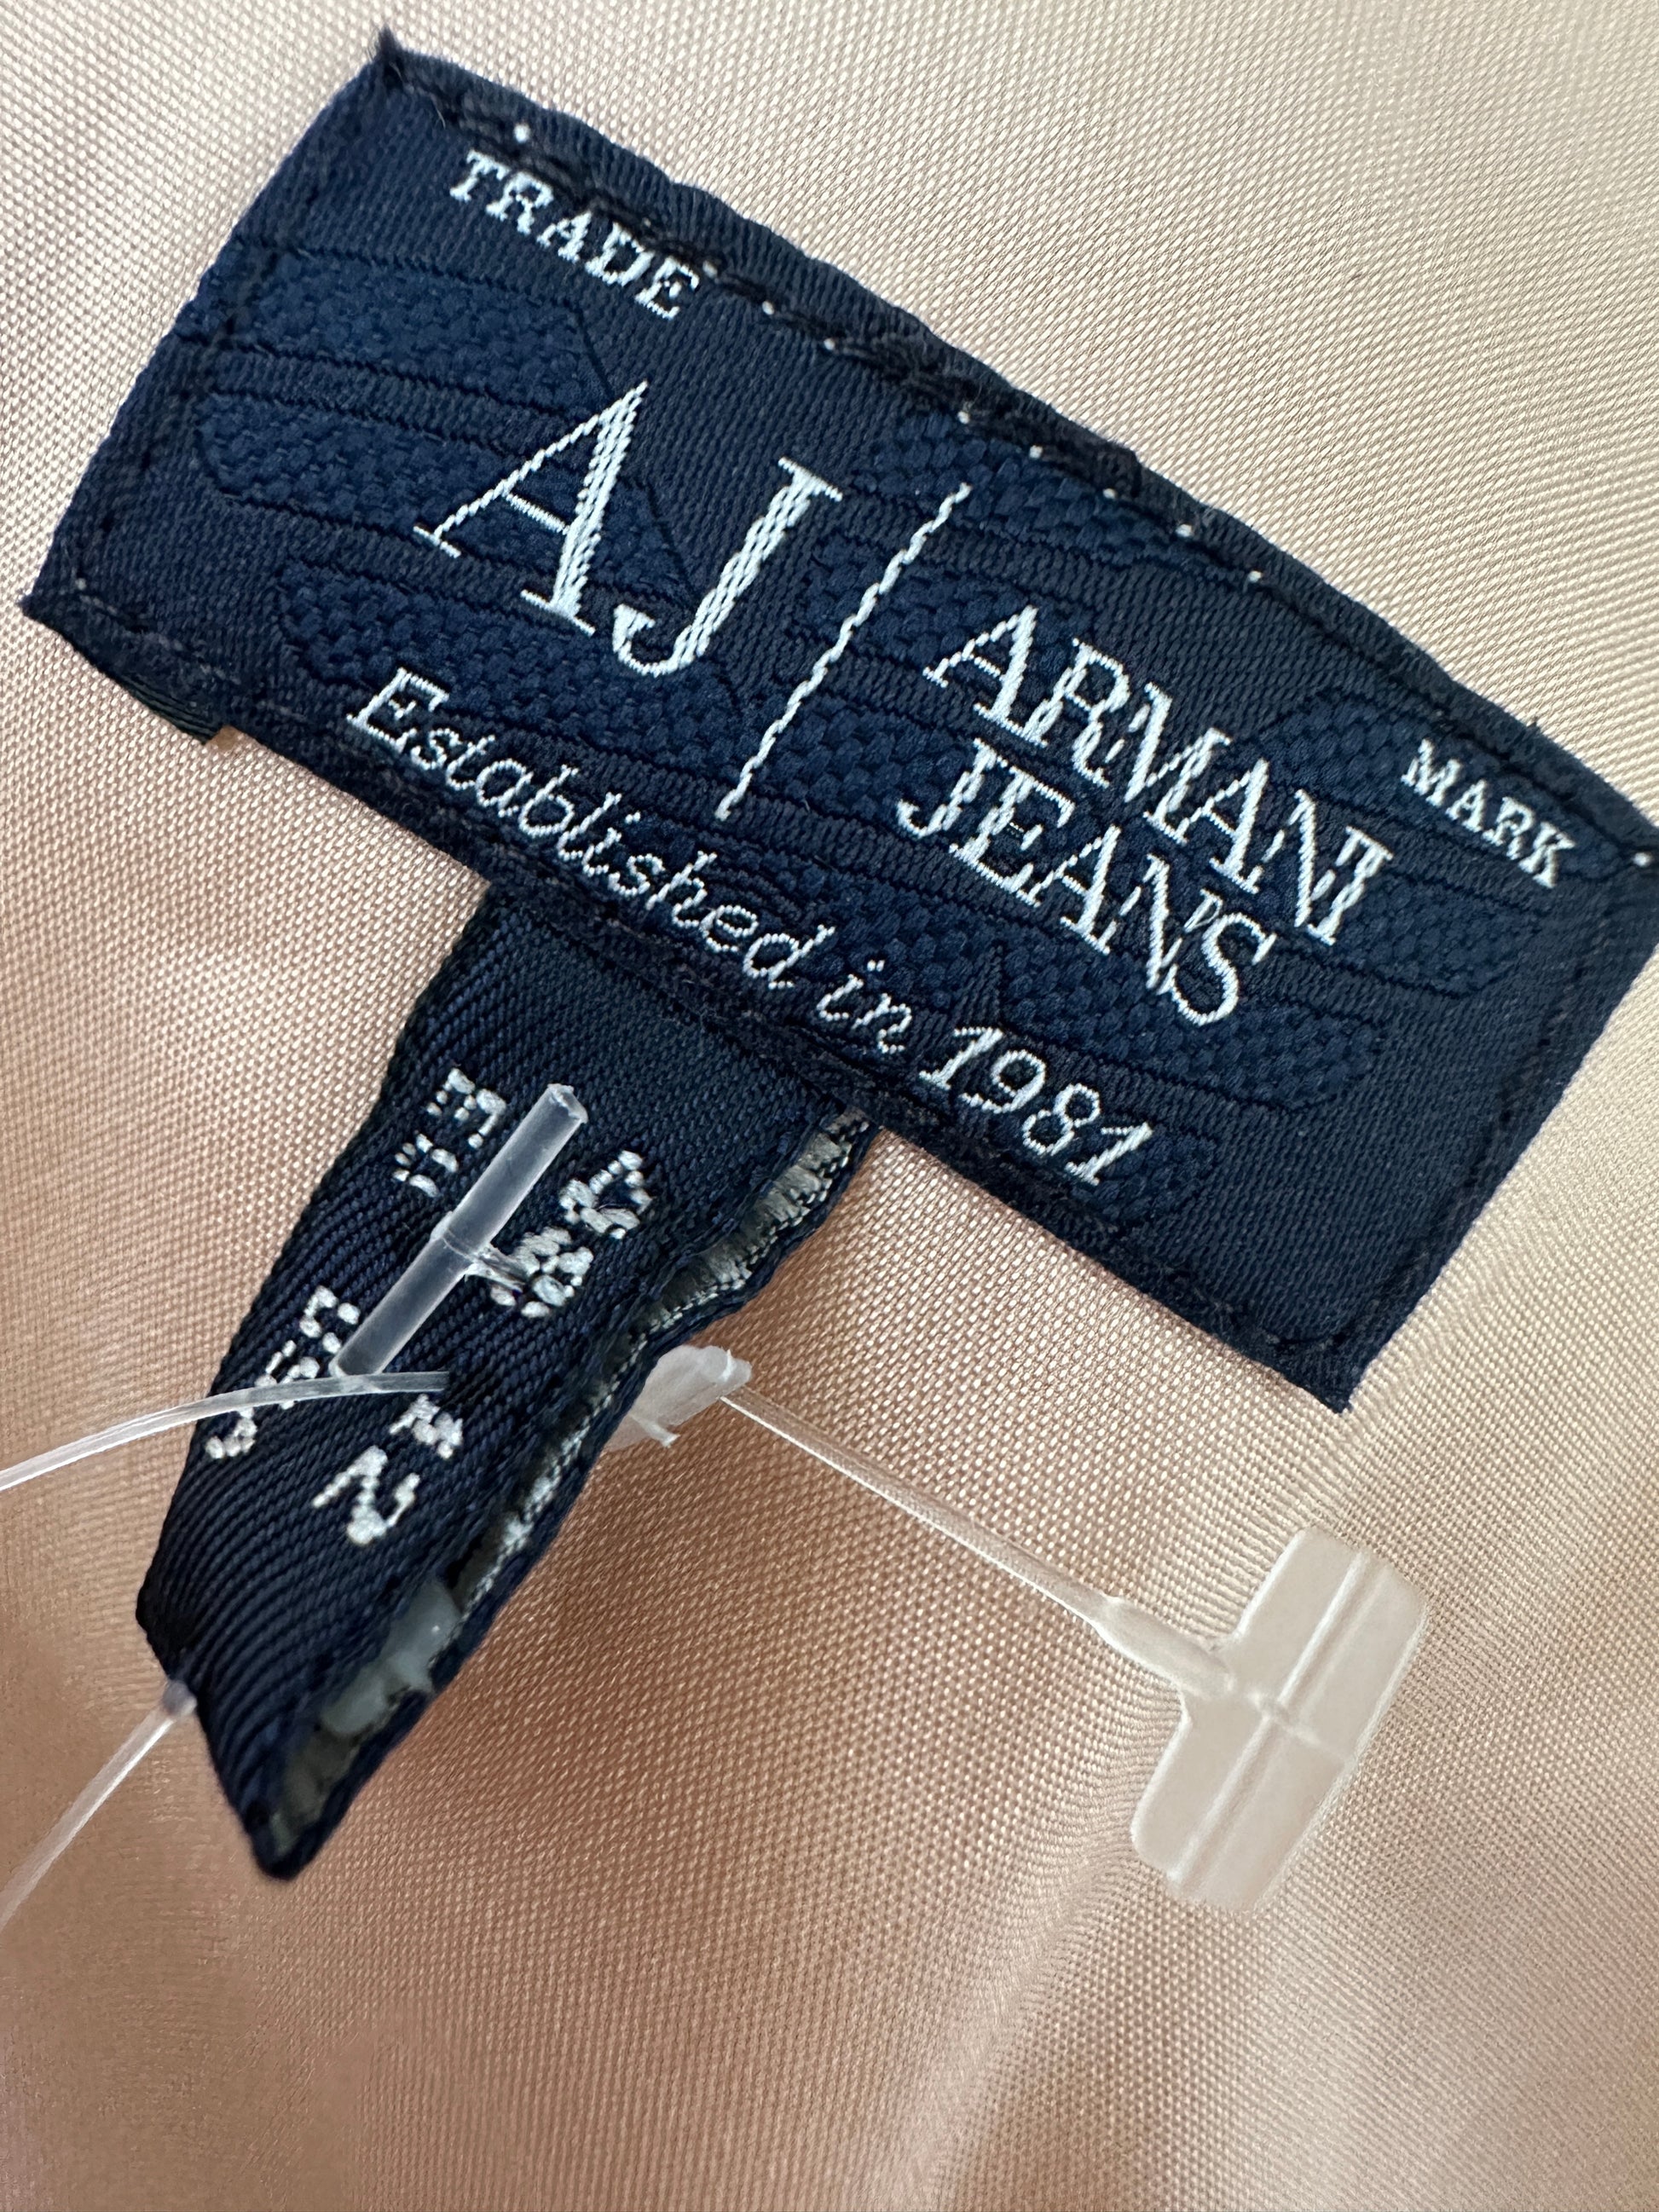 TRADE
MARK
AJ
ARMANI
JEANS
Established in 1981